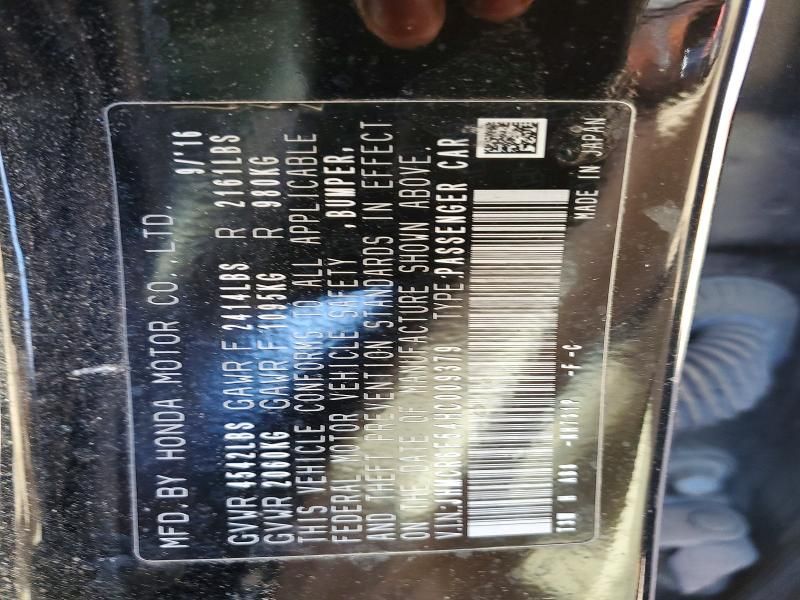 MFD. BY HONDA MOTOR CO., LTD. 9/'16
GVWR 4542LBS GAWR F 2414LBS R 2161LBS
GVWR 2060KG GAWR F 1095KG R 980KG
THIS VEHICLE CONFORMS TO ALL APPLICABLE
FEDERAL MOTOR VEHICLE SAFETY ,BUMPER,
AND THEFT PREVENTION STANDARDS IN EFFECT
ON THE DATE OF MANUFACTURE SHOWN ABOVE.
V.I.N: TYPE:PASSENGER CAR
MADE IN JAPAN
-F-C